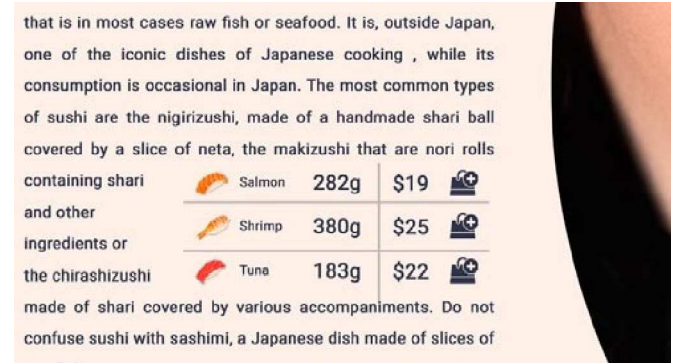 that is in most cases raw fish or seafood. It is, outside Japan,
one of the iconic dishes of Japanese cooking , while its
consumption is occasional in Japan. The most common types
of sushi are the nigirizushi, made of a handmade shari ball
covered by a slice of neta, the makizushi that are nori rolls
containing shari
and other
ingredients or
the chirashizushi
Salmon 282g $19
Shrimp 380g $25
Tuna 183g $22
made of shari covered by various accompaniments. Do not
confuse sushi with sashimi, a Japanese dish made of slices of